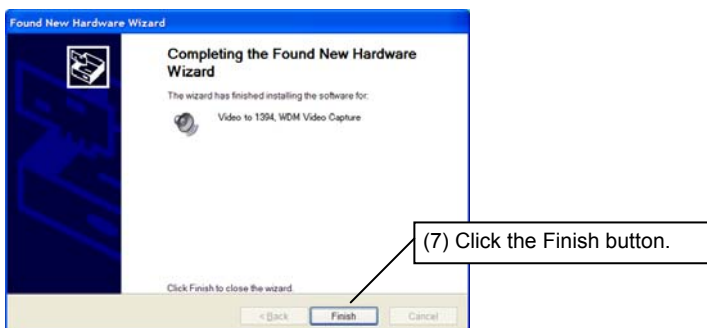 Found New Hardware Wizard
Completing the Found New Hardware
Wizard
The wizard has finished installing the software for:
Video to 1394, WDM Video Capture
(7) Click the Finish button.
Click Finish to close the wizard.
< Back
Finish
Cancel